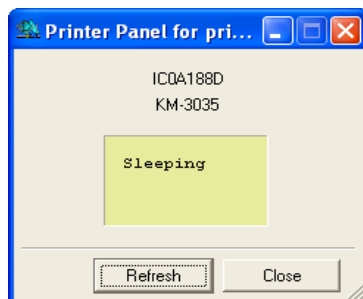 Printer Panel for pri...
IC0A188D
KM-3035
Sleeping
Refresh
Close